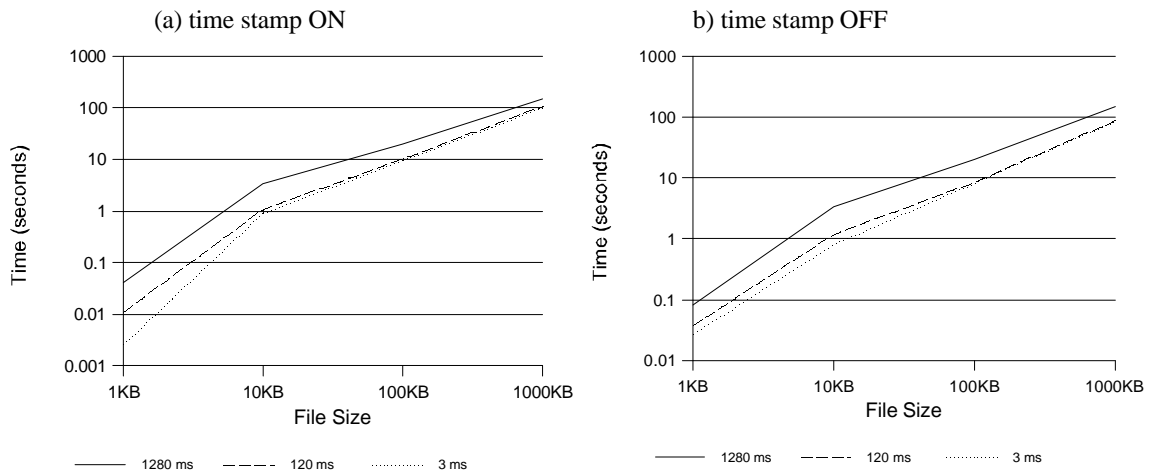 (a) time stamp ON
1000
100
10
1
0.1
0.01
0.001
Time (seconds)
1KB
10KB
100KB
1000KB
File Size
1280 ms
120 ms
3 ms
b) time stamp OFF
1000
100
10
1
0.1
0.01
Time (seconds)
1KB
10KB
100KB
1000KB
File Size
1280 ms
120 ms
3 ms